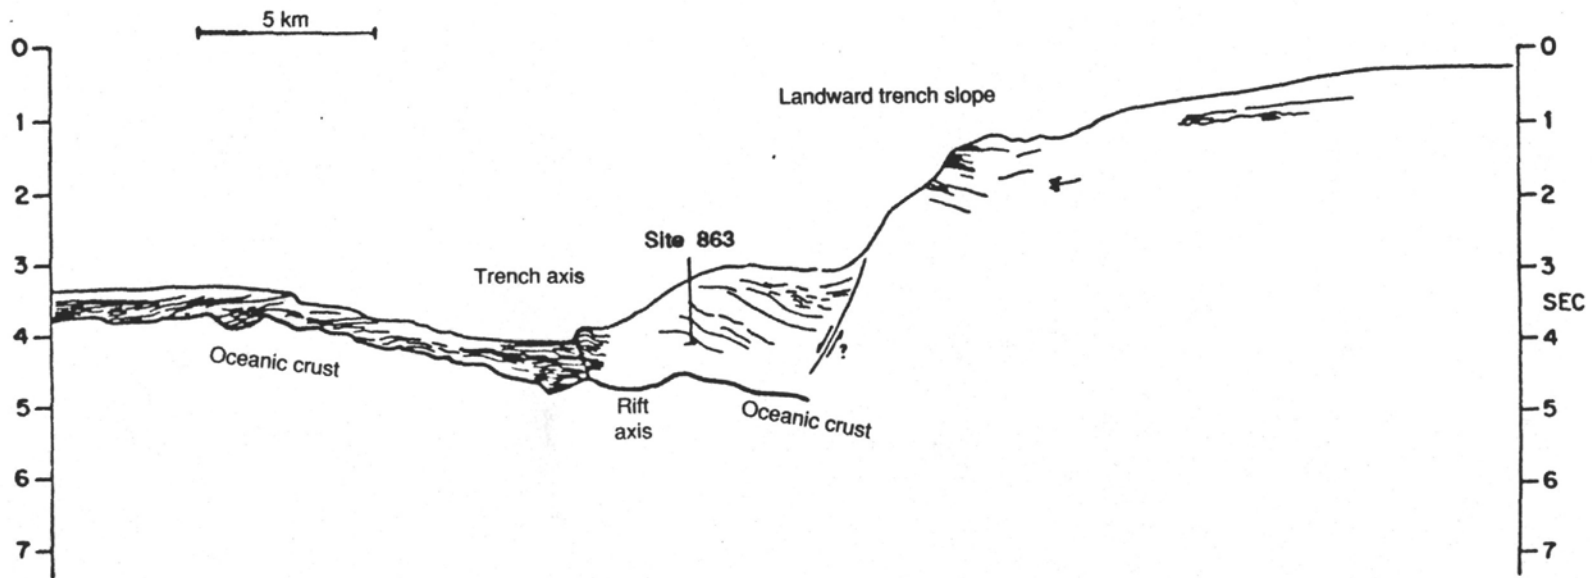 5 km
0
0
Landward trench slope
1
1
2
2
Site 863
3
3
Trench axis
SEC
4
4
?
Oceanic crust
5
5
Rift
axis
Oceanic crust
6
6
7
7